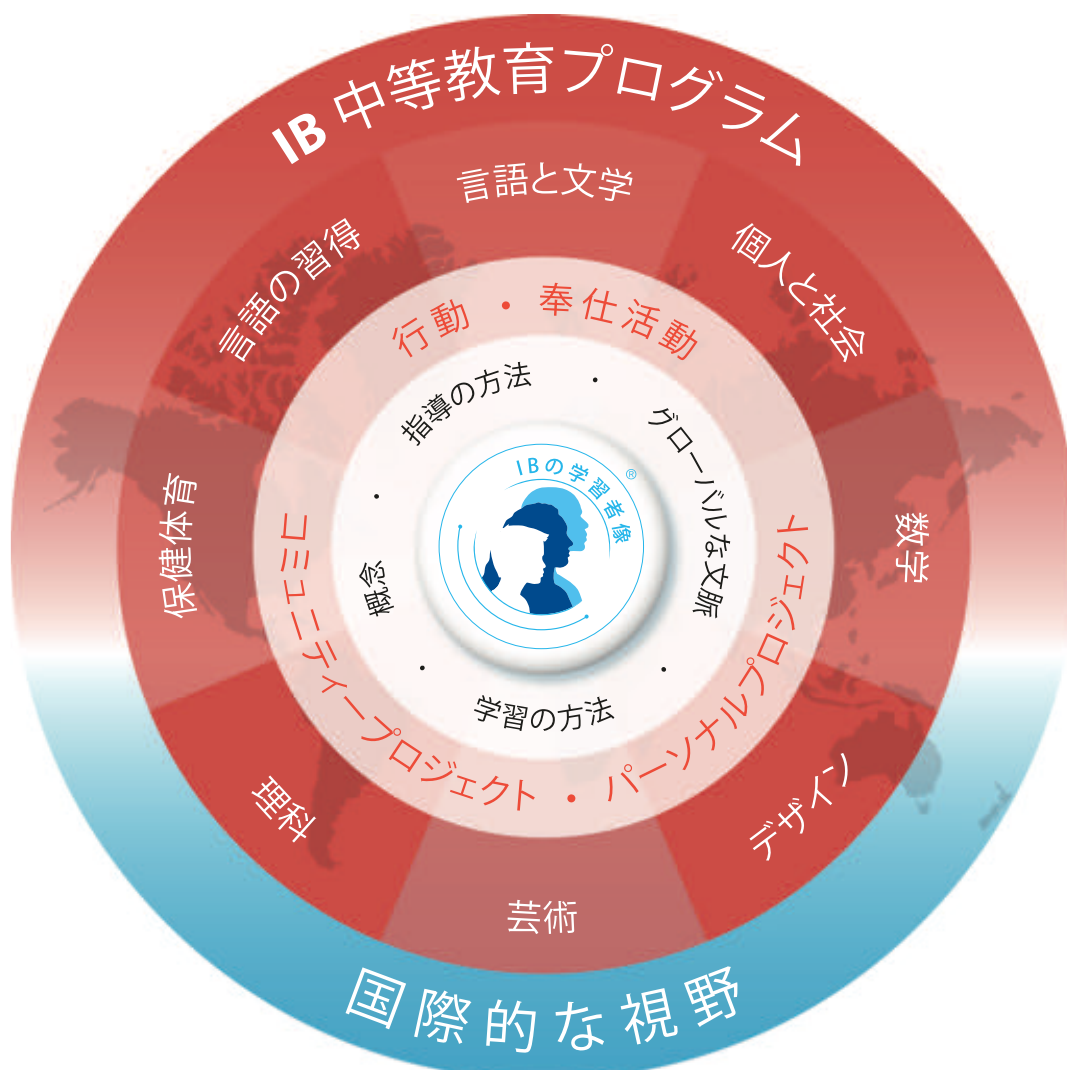 IB 中等教育プログラム
言語と文学
個人と社会
数学
デザイン
芸術
理科
保健体育
言語の習得
行動 • 奉仕活動
コミュニティープロジェクト • パーソナルプロジェクト
指導の方法 •
グローバルな文脈 •
学習の方法 •
概念 •
IBの学習者像 ®
国際的な視野